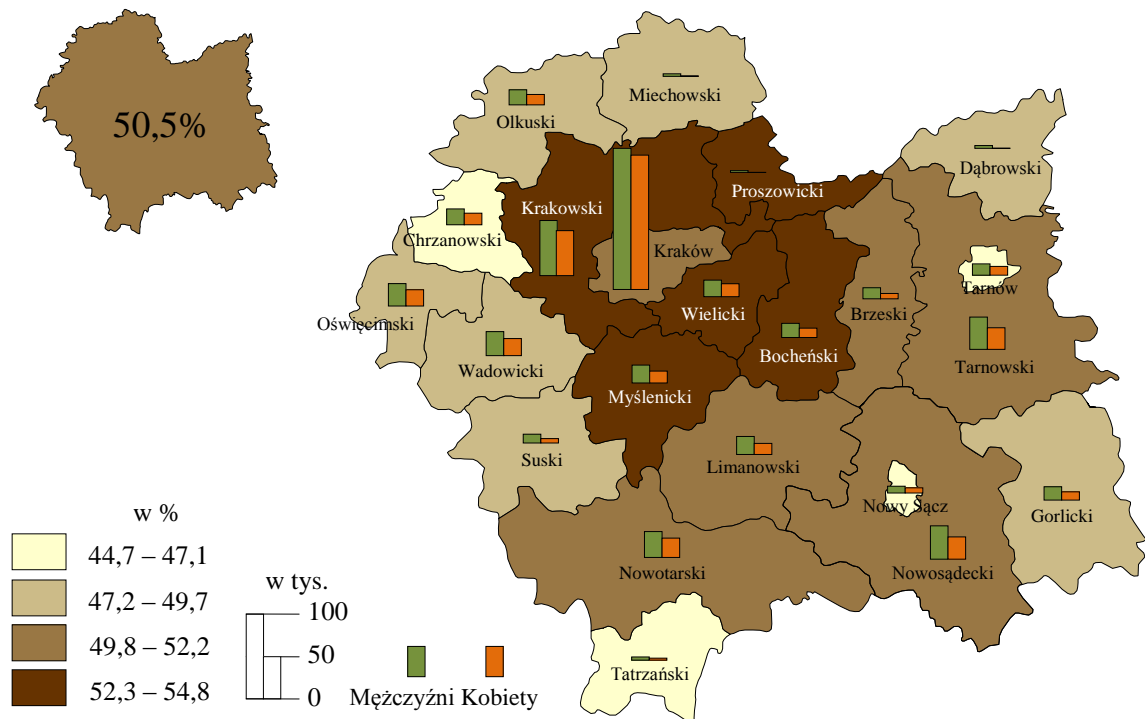 50,5%
Miechowski
Olkuski
Dąbrowski
Proszowicki
Krakowski
Chrzanowski
Kraków
Tarnów
Brzeski
Wielicki
Oświęcimski
Bocheński
Wadowicki
Tarnowski
Myślenicki
Suski
Limanowski
Nowy Sącz
Gorlicki
Nowotarski
Nowosądecki
Tatrzański
w %
44,7 – 47,1
47,2 – 49,7
49,8 – 52,2
52,3 – 54,8
w tys.
100
50
0
Mężczyźni Kobiety